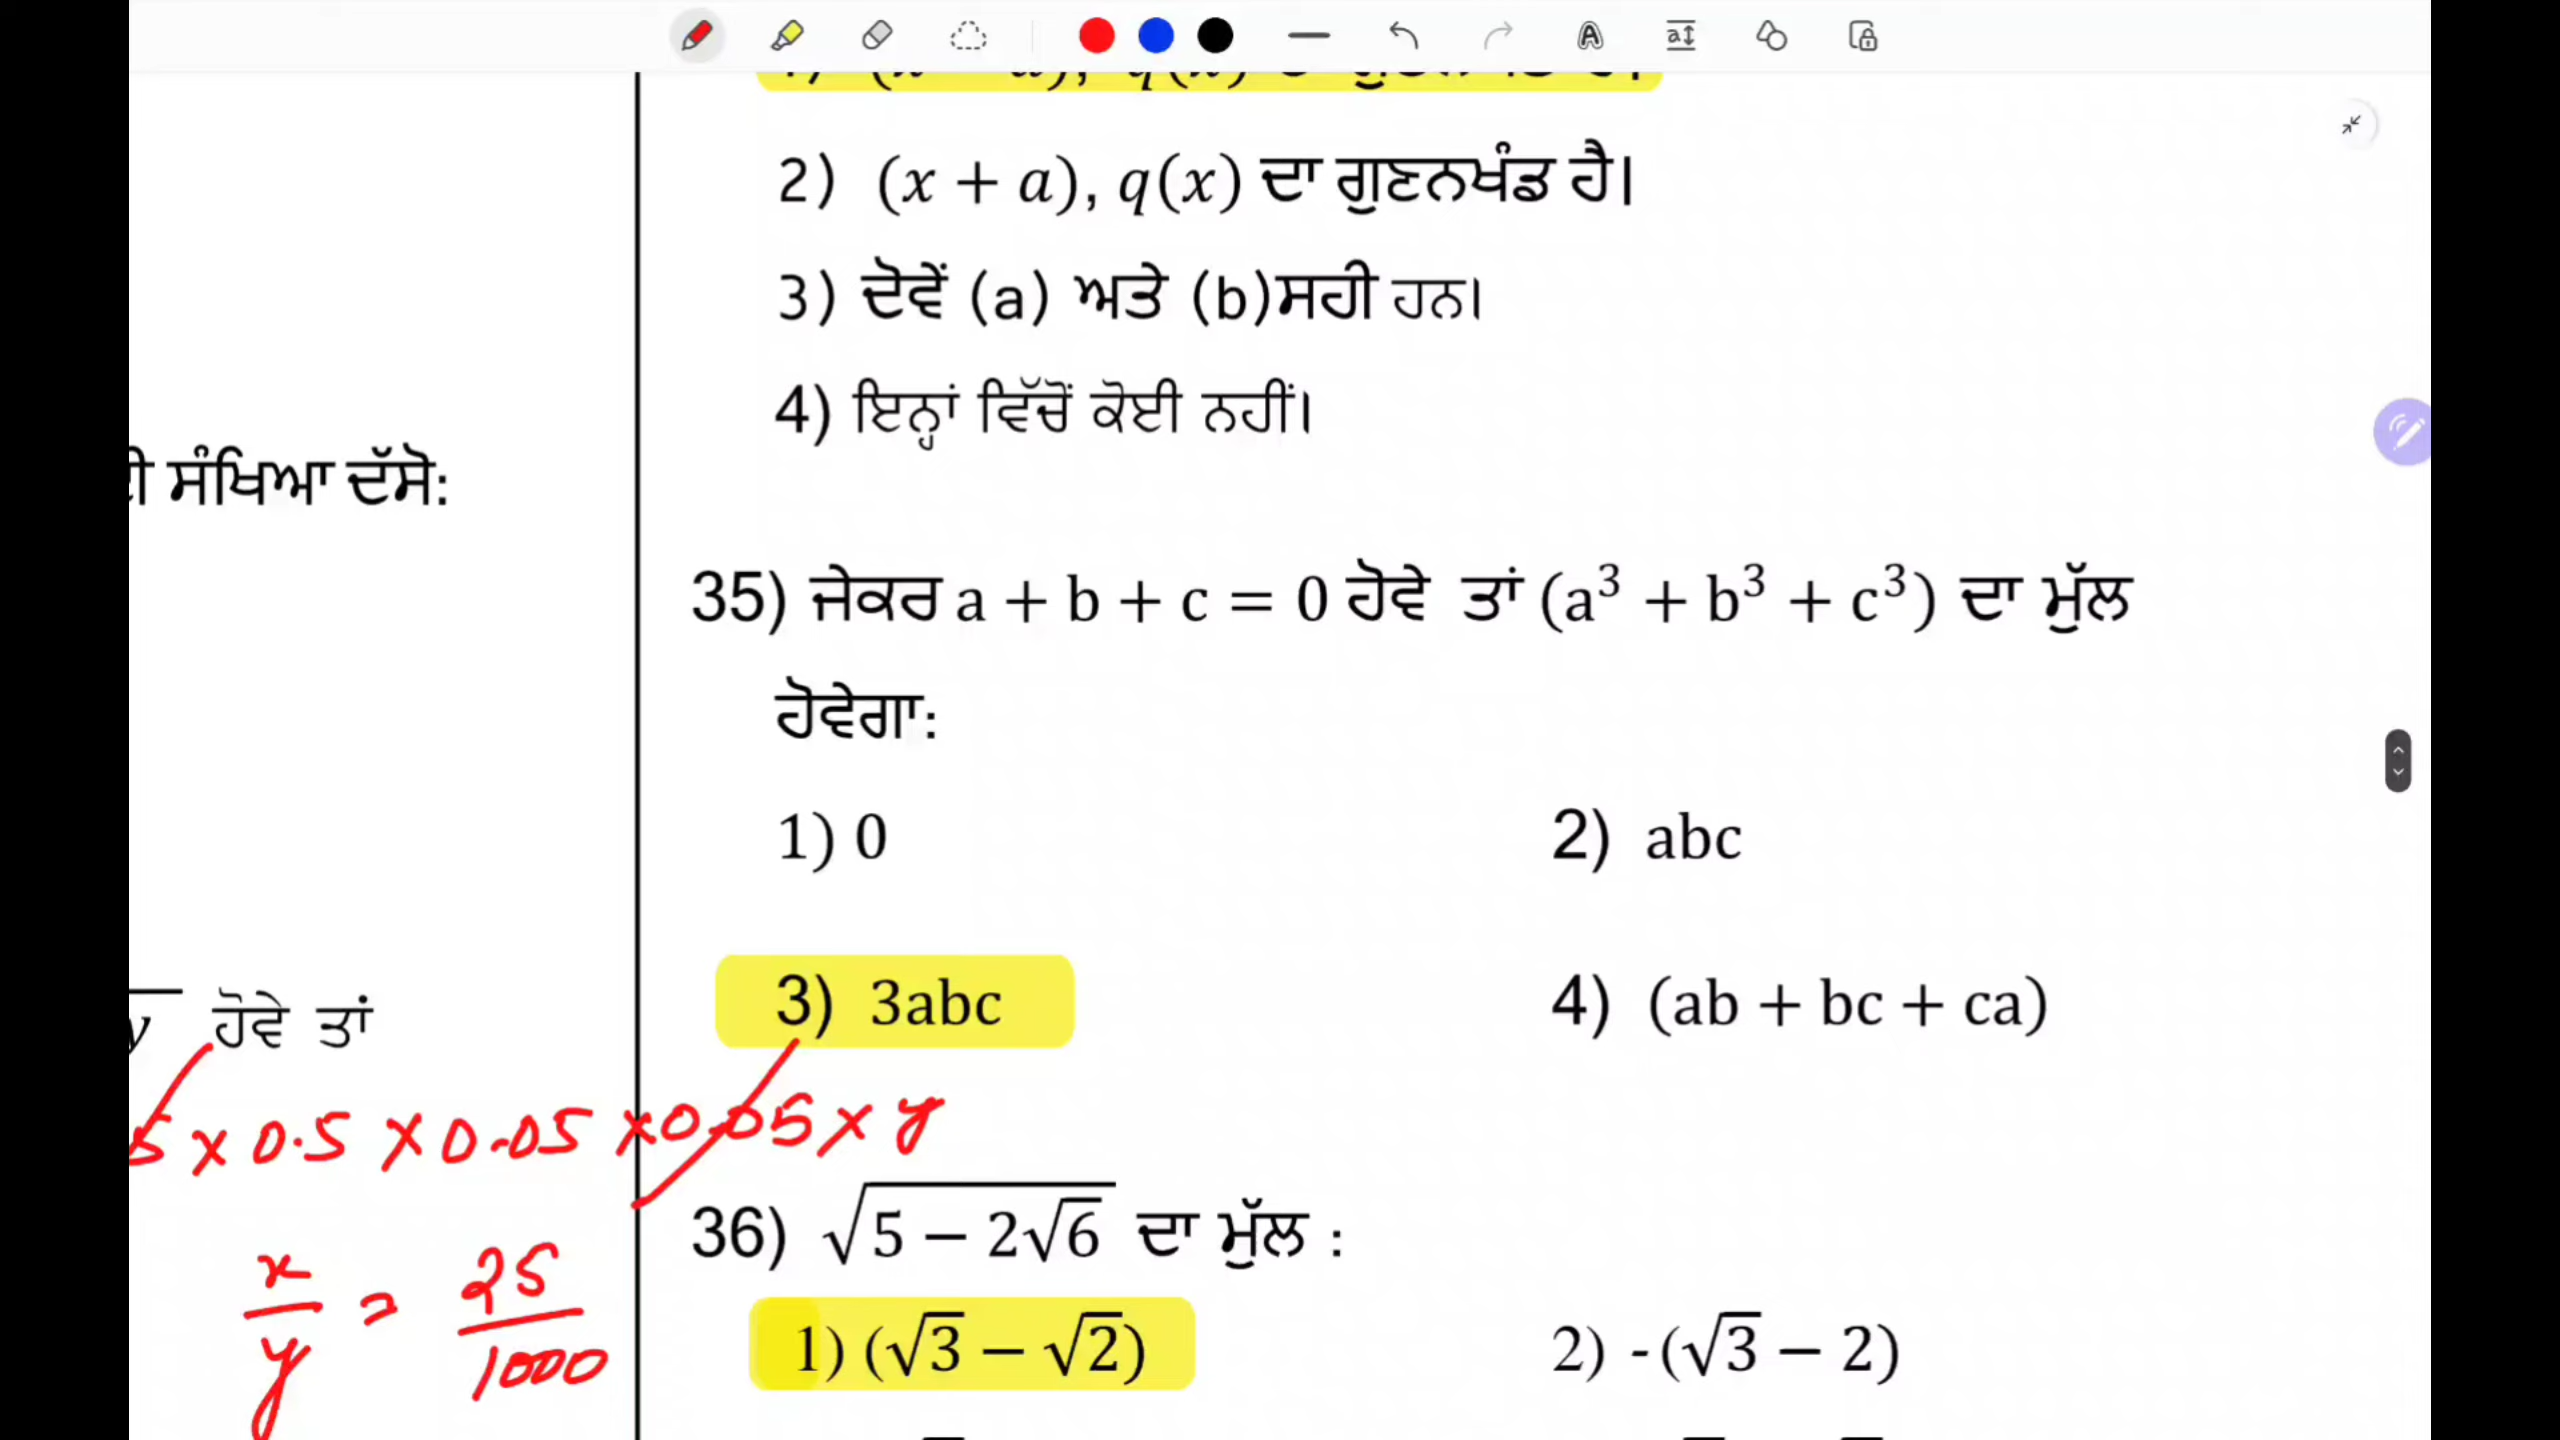 2) (x + a), q(x) ਦਾ ਗੁਣਨਖੰਡ ਹੈ।
3) ਦੋਵੇਂ (a) ਅਤੇ (b)ਸਹੀ ਹਨ।
4) ਇਨ੍ਹਾਂ ਵਿੱਚੋਂ ਕੋਈ ਨਹੀਂ।
ਸੰਖਿਆ ਦੱਸੋ:
35) ਜੇਕਰ a + b + c = 0 ਹੋਵੇ ਤਾਂ (a³ + b³ + c³) ਦਾ ਮੁੱਲ
ਹੋਵੇਗਾ:
1) 0
2) abc
3) 3abc
4) (ab + bc + ca)
y ਹੋਵੇ ਤਾਂ
5 × 0.5 × 0.05 × 0.05 × y
x/y = 25/1000
36) √(5 − 2√6) ਦਾ ਮੁੱਲ :
1) (√3 − √2)
2) -(√3 − 2)